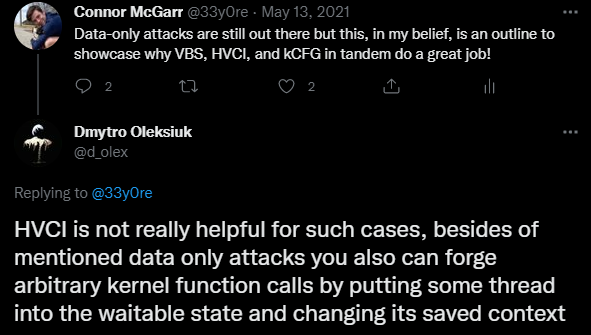 Connor McGarr @33y0re · May 13, 2021
Data-only attacks are still out there but this, in my belief, is an outline to
showcase why VBS, HVCI, and kCFG in tandem do a great job!
2
2
Dmytro Oleksiuk
@d_olex
Replying to @33y0re
HVCI is not really helpful for such cases, besides of
mentioned data only attacks you also can forge
arbitrary kernel function calls by putting some thread
into the waitable state and changing its saved context